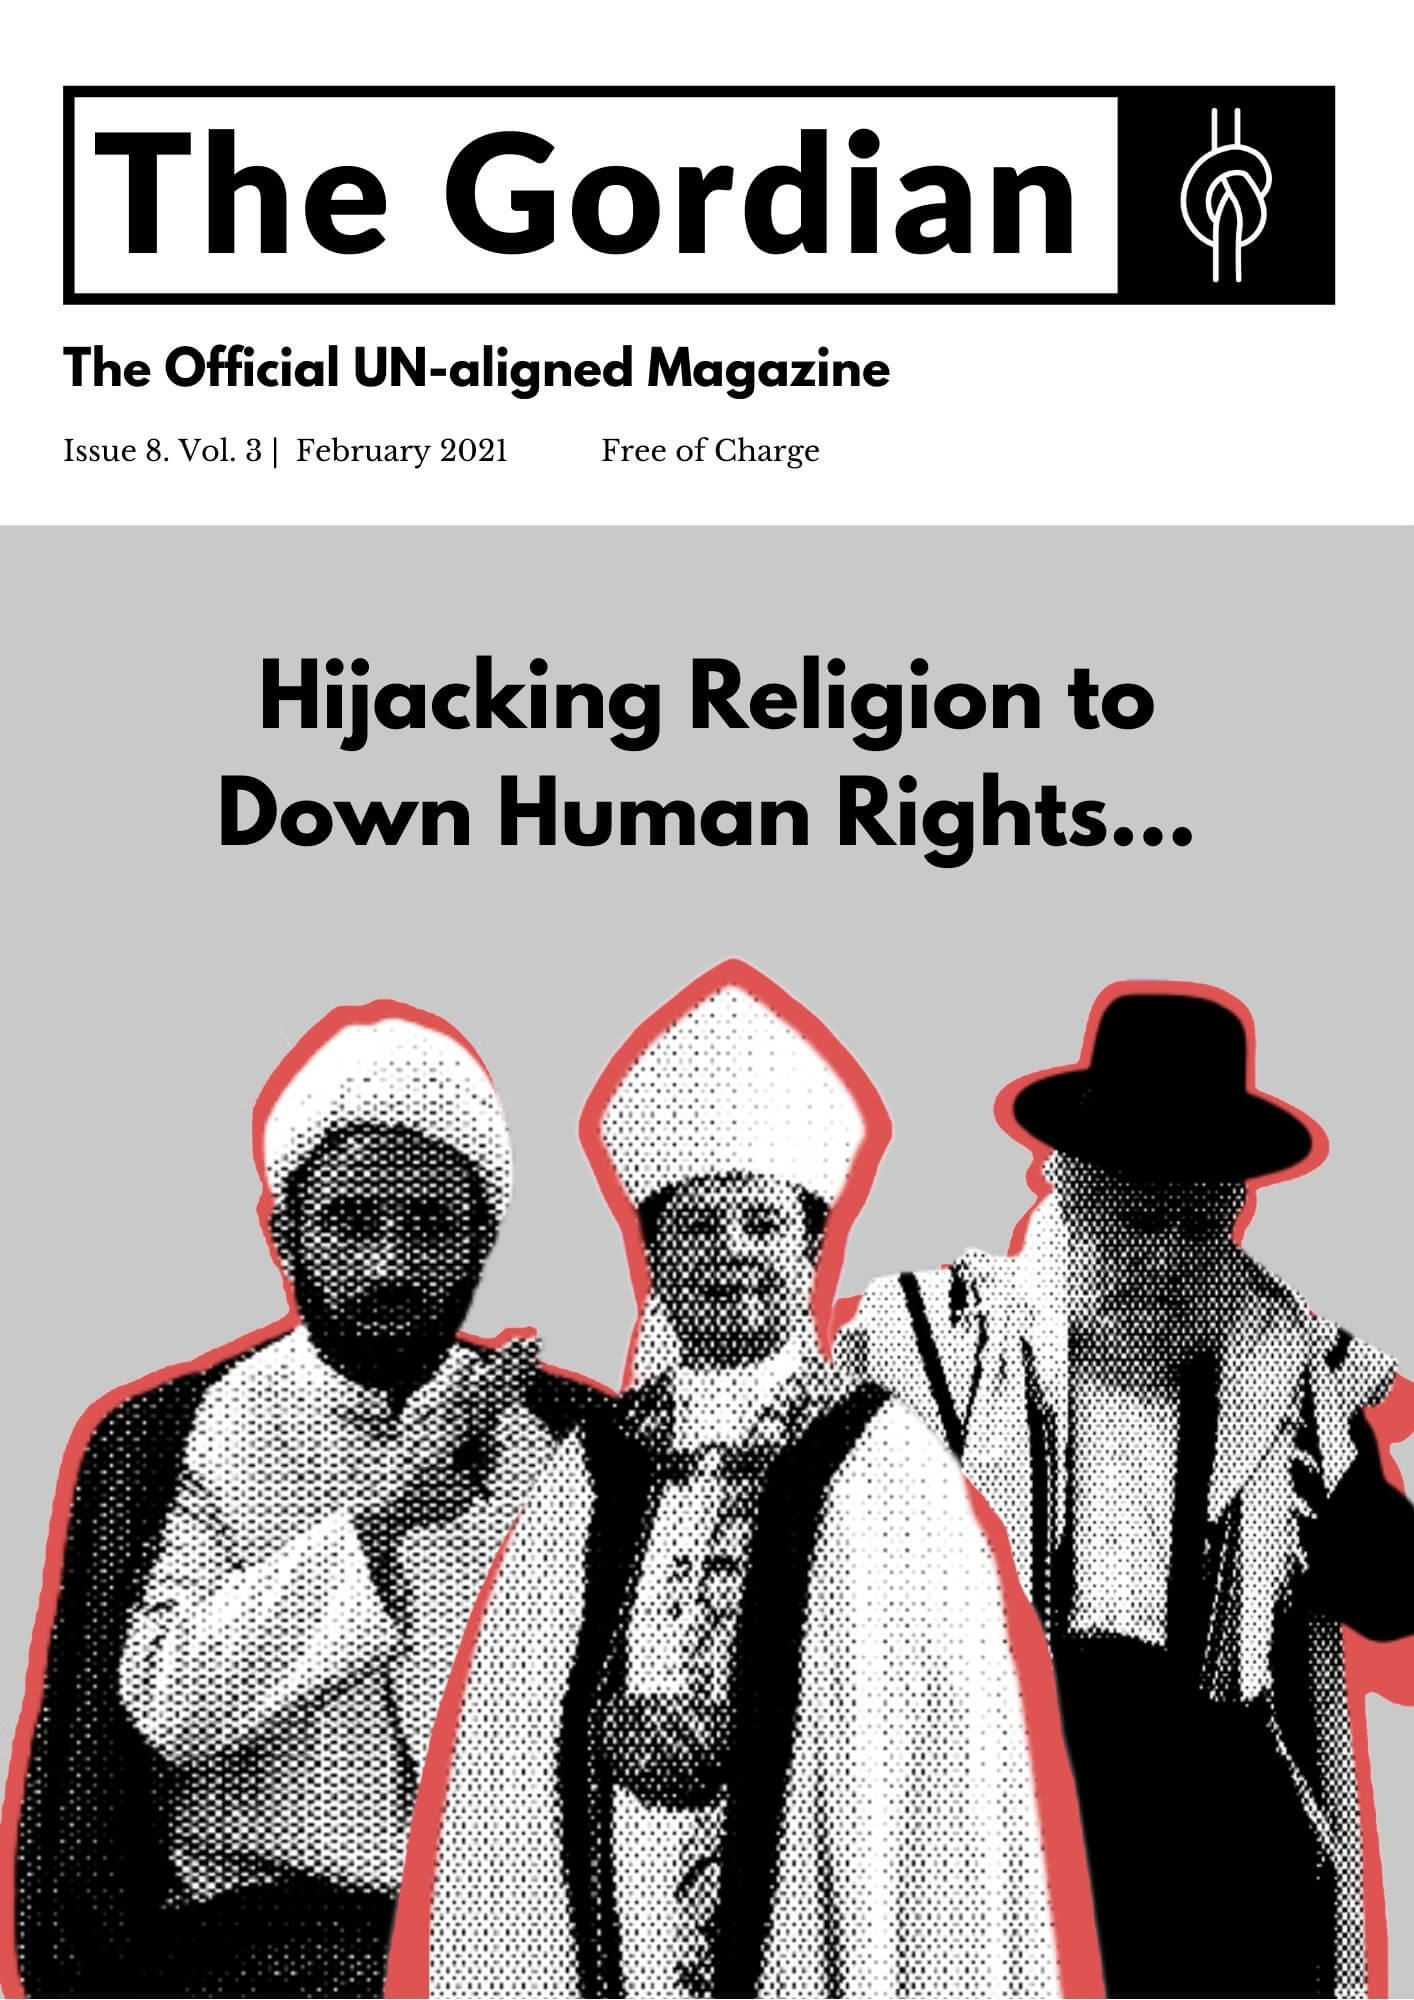 The Gordian
The Official UN-aligned Magazine
Issue 8. Vol. 3 | February 2021 Free of Charge
Hijacking Religion to
Down Human Rights...